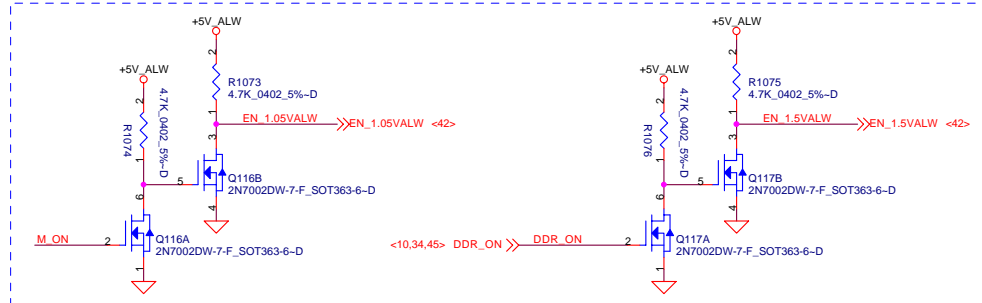 +5V_ALW
2
R1073
4.7K_0402_5%~D
1
EN_1.05VALW
EN_1.05VALW <42>
+5V_ALW
2
4.7K_0402_5%~D
R1074
1
3
5
Q116B
2N7002DW-7-F_SOT363-6~D
4
6
M_ON
2
Q116A
2N7002DW-7-F_SOT363-6~D
1
+5V_ALW
2
R1075
4.7K_0402_5%~D
1
EN_1.5VALW
EN_1.5VALW <42>
+5V_ALW
2
4.7K_0402_5%~D
R1076
1
3
5
Q117B
2N7002DW-7-F_SOT363-6~D
4
6
<10,34,45> DDR_ON
DDR_ON
2
Q117A
2N7002DW-7-F_SOT363-6~D
1